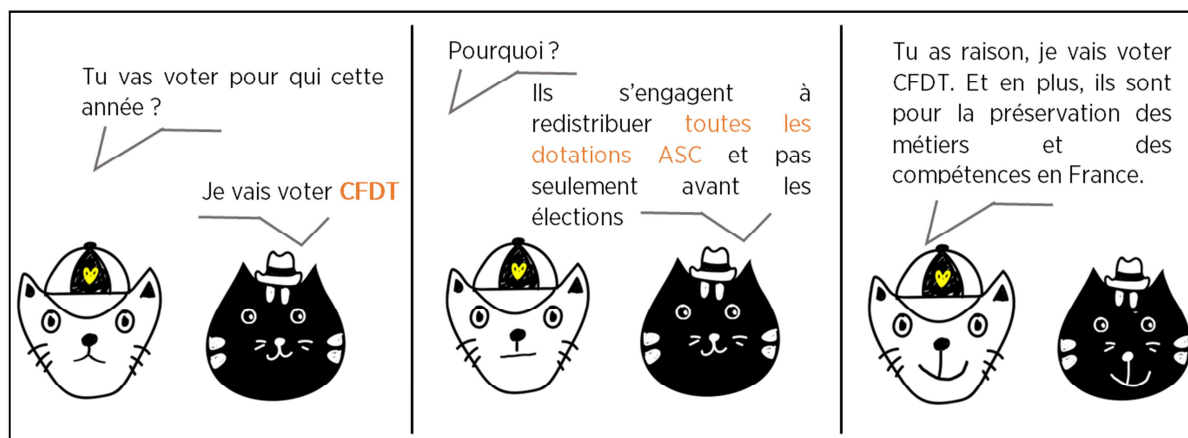 Tu vas voter pour qui cette
année ?
Je vais voter CFDT
Pourquoi ?
Ils s'engagent à
redistribuer toutes les
dotations ASC et pas
seulement avant les
élections
Tu as raison, je vais voter
CFDT. Et en plus, ils sont
pour la préservation des
métiers et des
compétences en France.